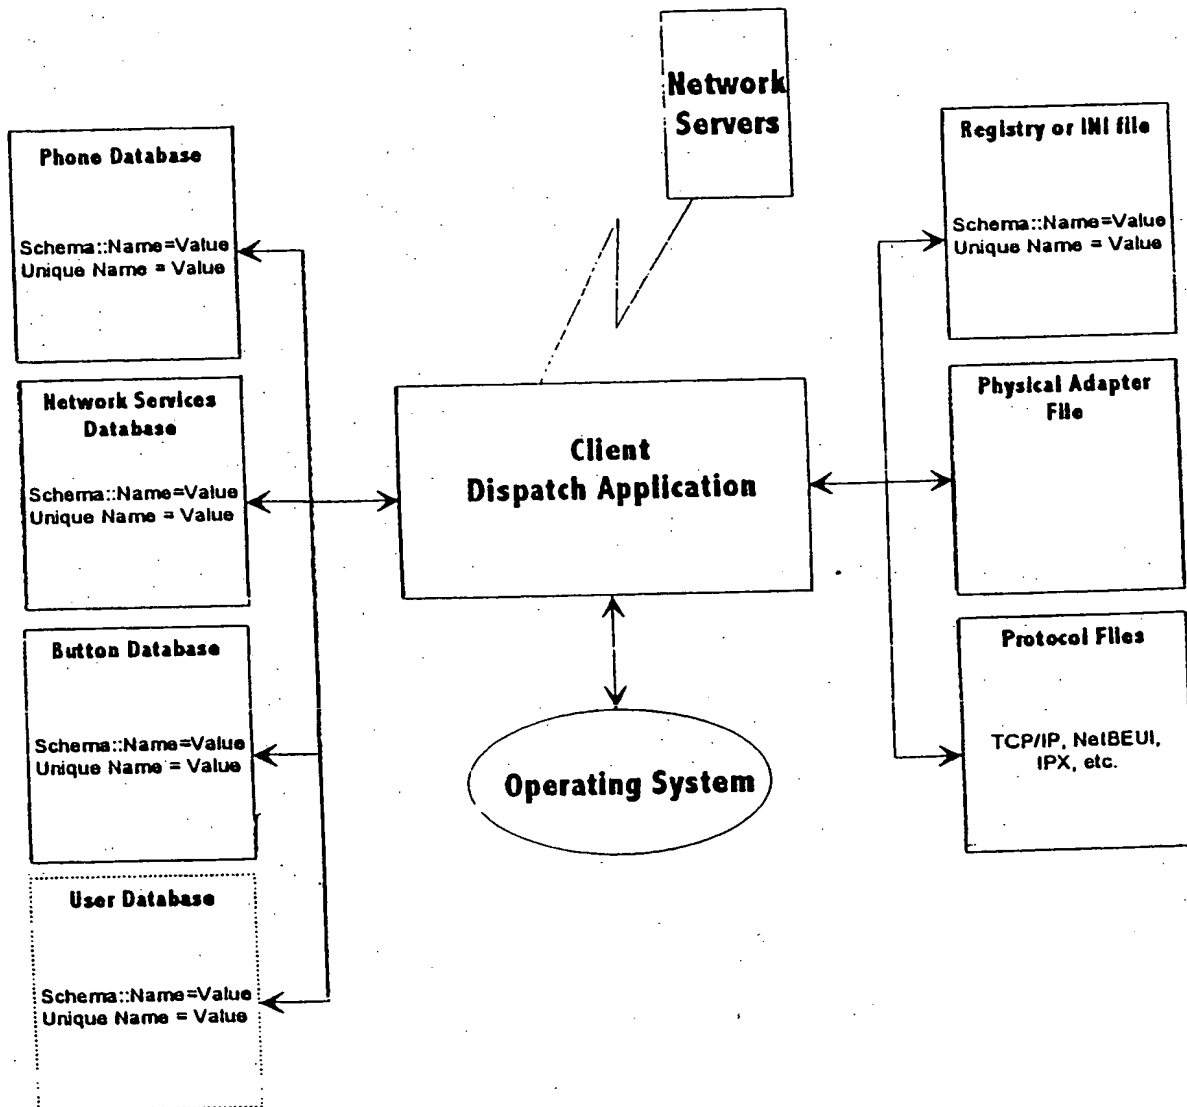 Network
Servers
Phone Database
Schema::Name=Value
Unique Name = Value
Network Services
Database
Schema::Name=Value
Unique Name = Value
Button Database
Schema::Name=Value
Unique Name = Value
User Database
Schema::Name=Value
Unique Name = Value
Client
Dispatch Application
Operating System
Registry or INI file
Schema::Name=Value
Unique Name = Value
Physical Adapter
File
Protocol Files
TCP/IP, NetBEUI,
IPX, etc.